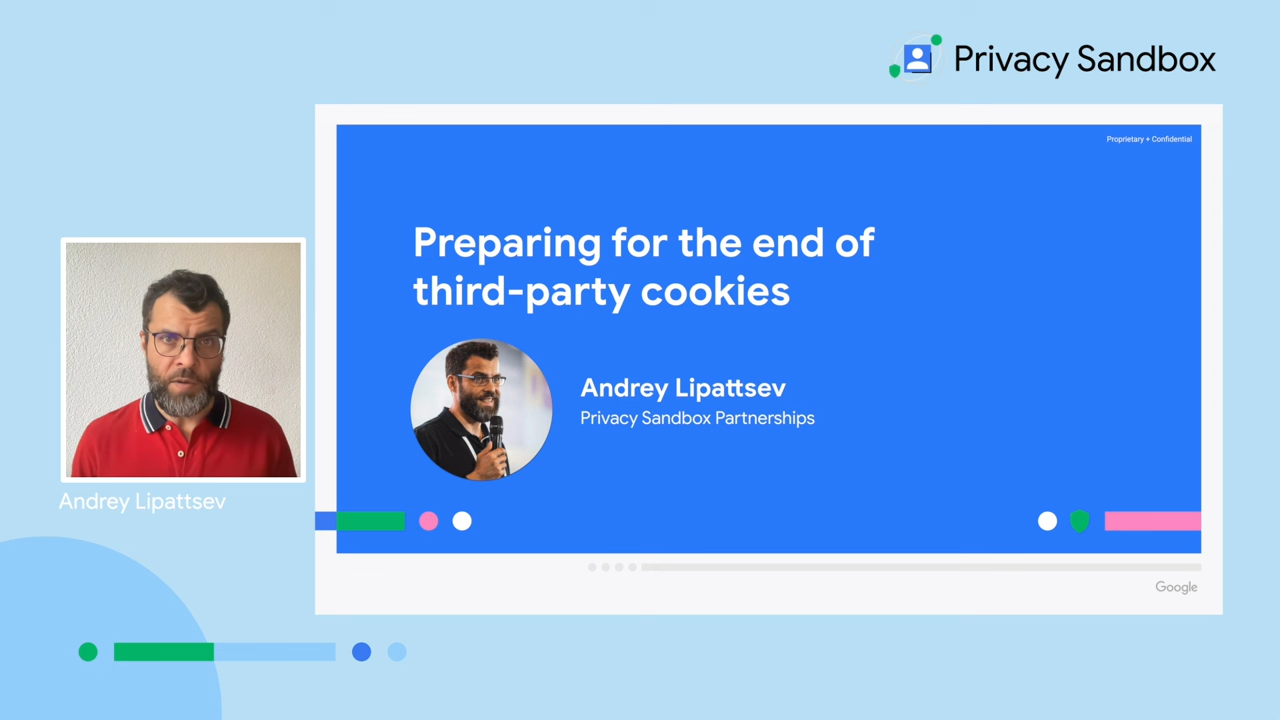 Privacy Sandbox
Proprietary + Confidential
Preparing for the end of
third-party cookies
Andrey Lipattsev
Privacy Sandbox Partnerships
Andrey Lipattsev
Google